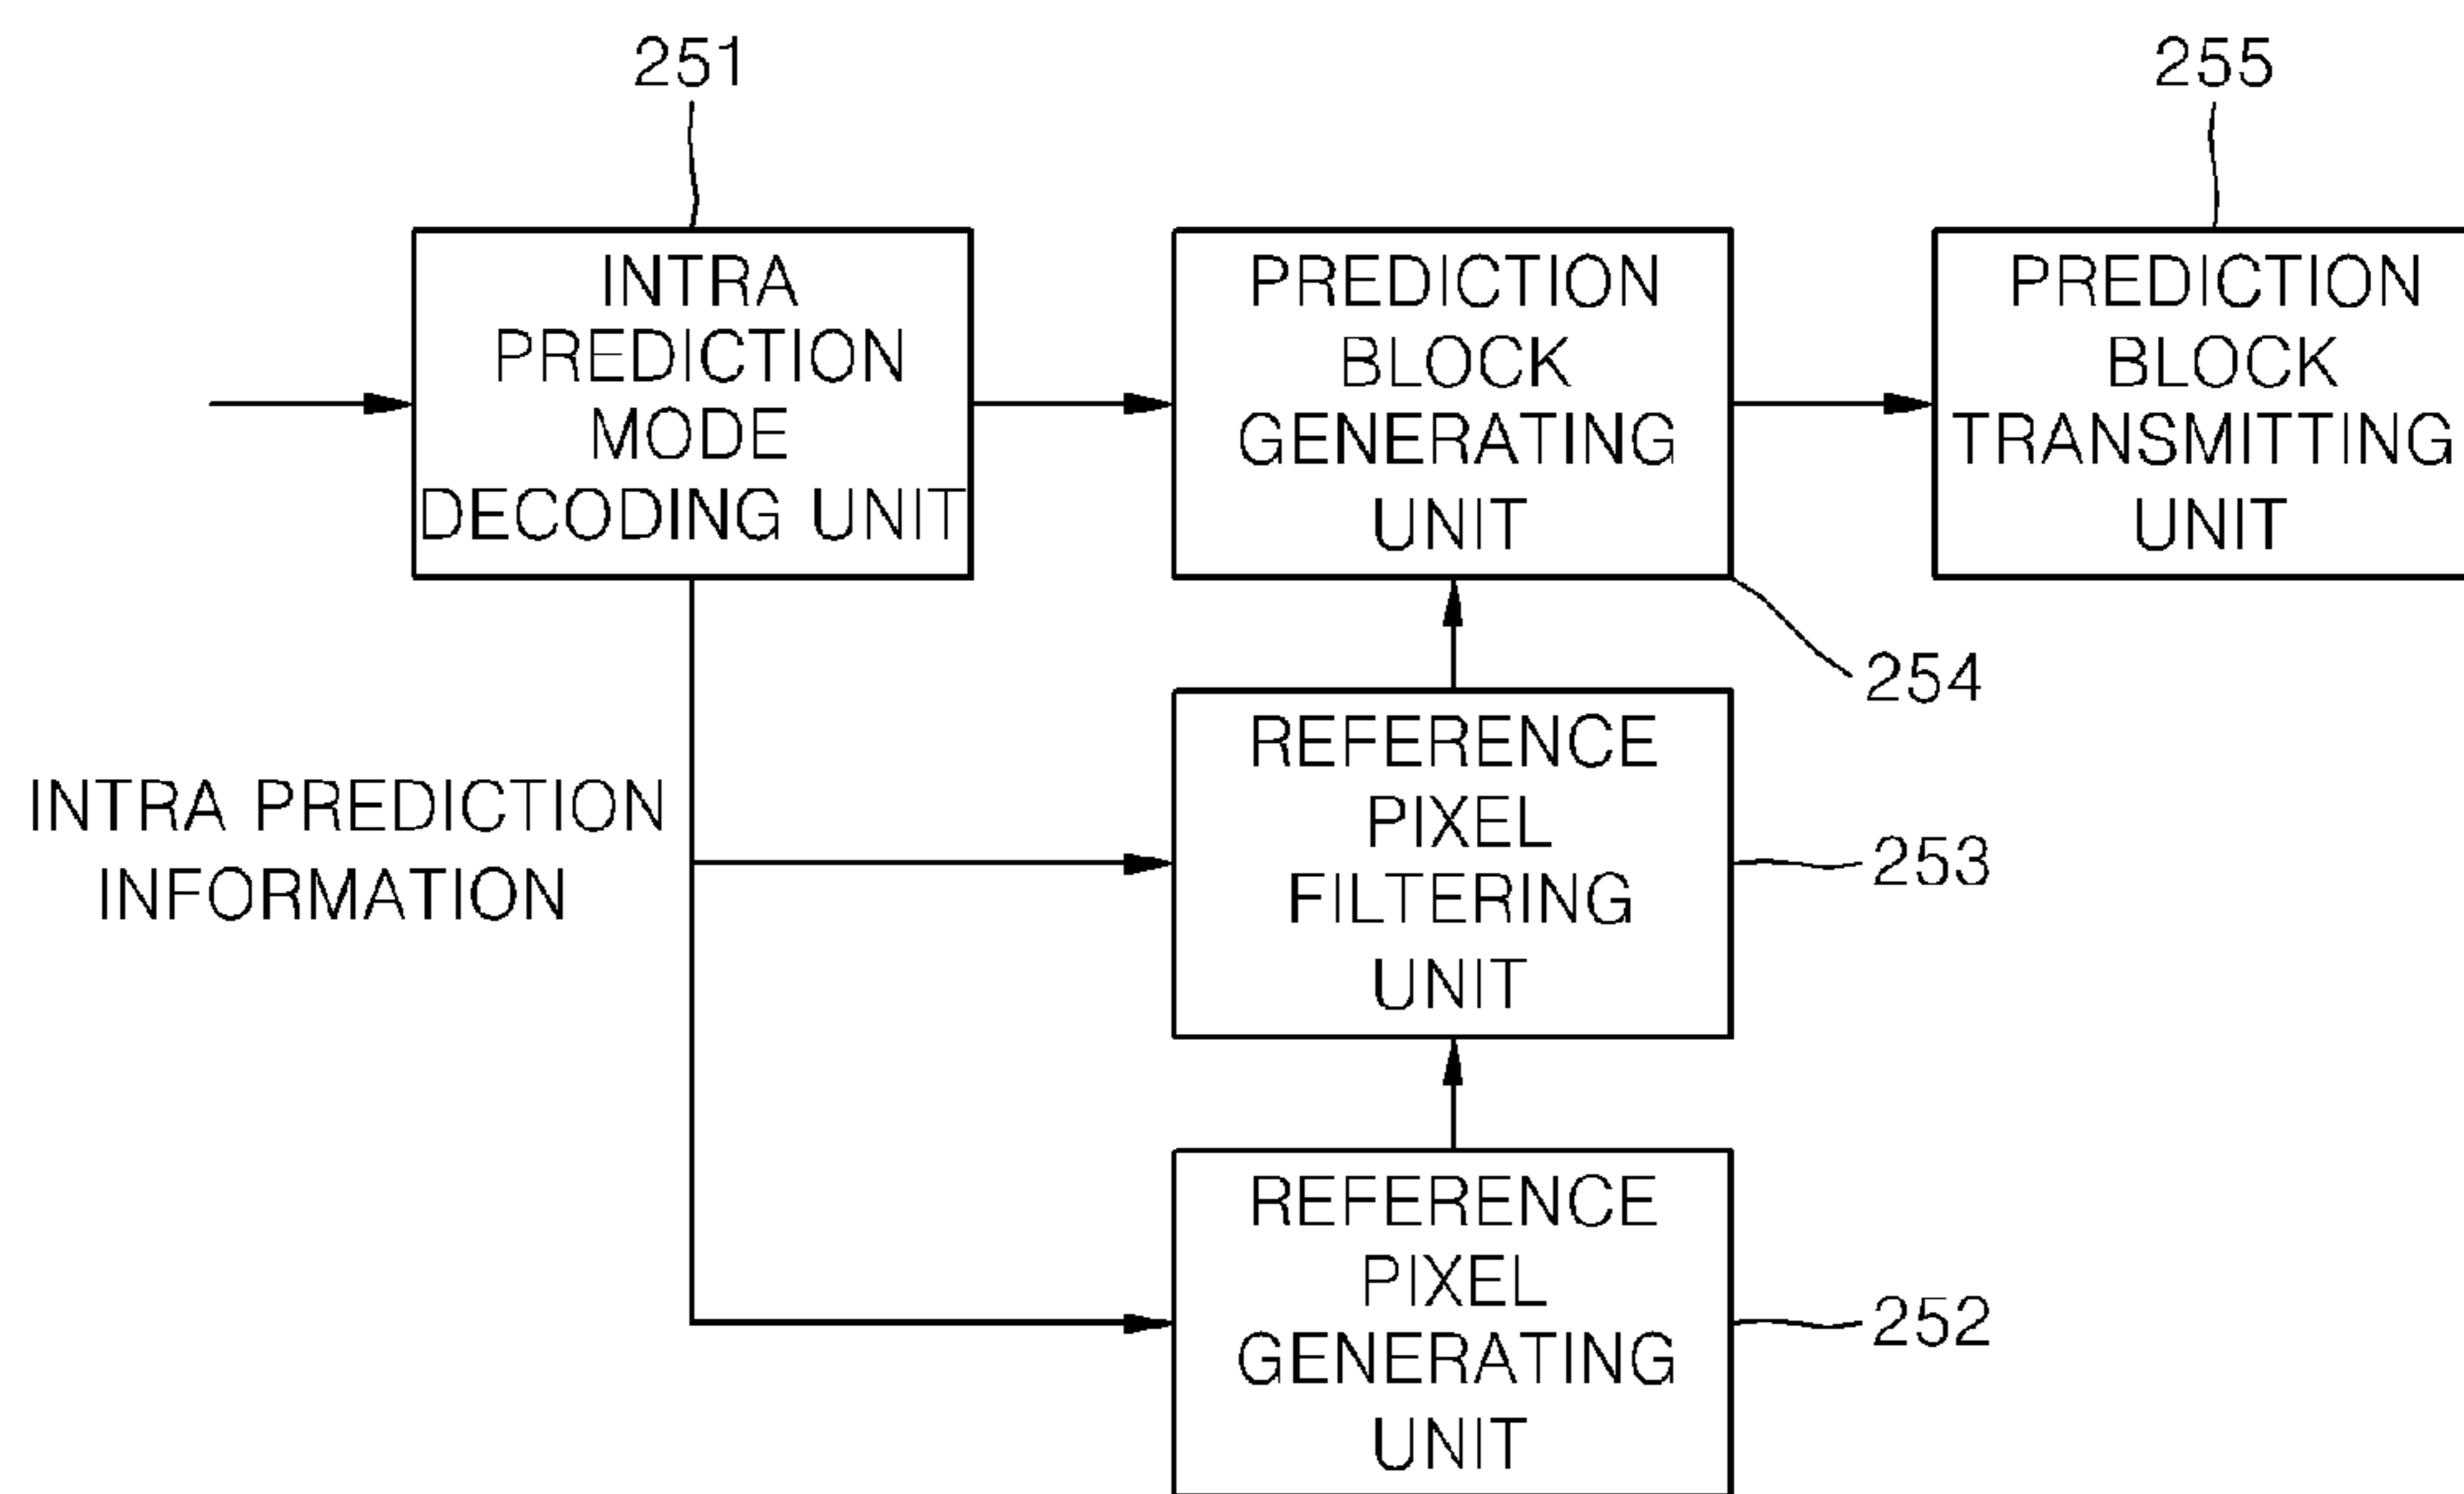 251
255
INTRA
PREDICTION
MODE
DECODING UNIT
PREDICTION
BLOCK
GENERATING
UNIT
PREDICTION
BLOCK
TRANSMITTING
UNIT
254
INTRA PREDICTION
INFORMATION
REFERENCE
PIXEL
FILTERING
UNIT
253
REFERENCE
PIXEL
GENERATING
UNIT
252